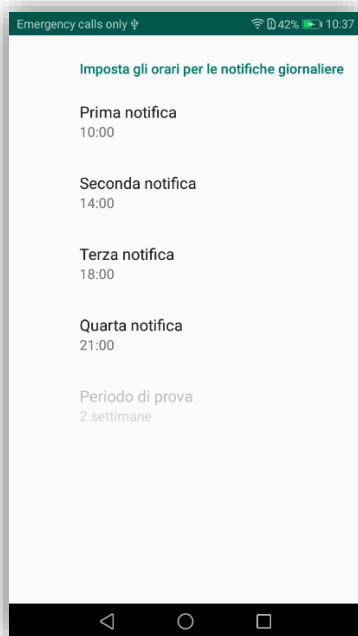 Emergency calls only
42% 10:37
Imposta gli orari per le notifiche giornaliere
Prima notifica
10:00
Seconda notifica
14:00
Terza notifica
18:00
Quarta notifica
21:00
Periodo di prova
2 settimane